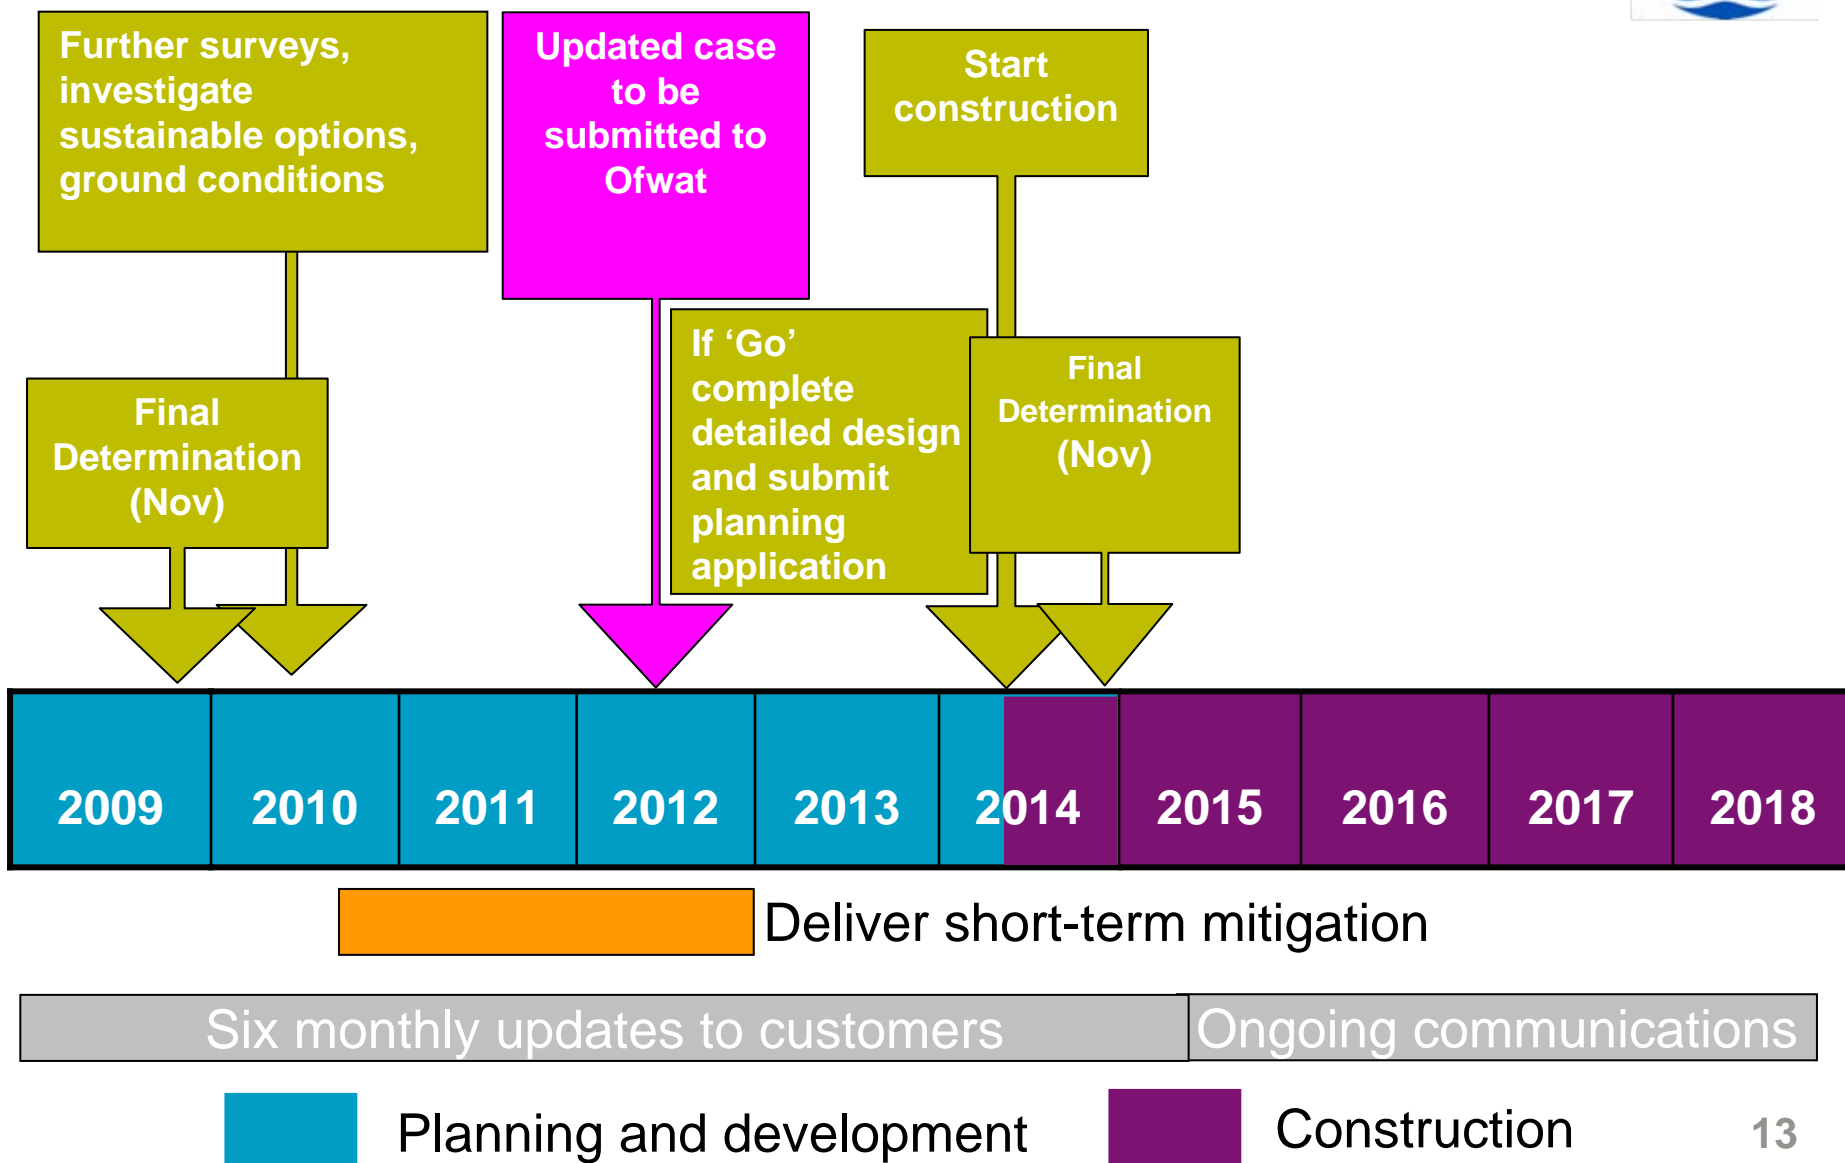 Further surveys,
investigate
sustainable options,
ground conditions
Updated case
to be
submitted to
Ofwat
Start
construction
Final
Determination
(Nov)
If ‘Go’
complete
detailed design
and submit
planning
application
Final
Determination
(Nov)
2009 2010 2011 2012 2013 2014 2015 2016 2017 2018
Deliver short-term mitigation
Six monthly updates to customers
Ongoing communications
Planning and development
Construction
13